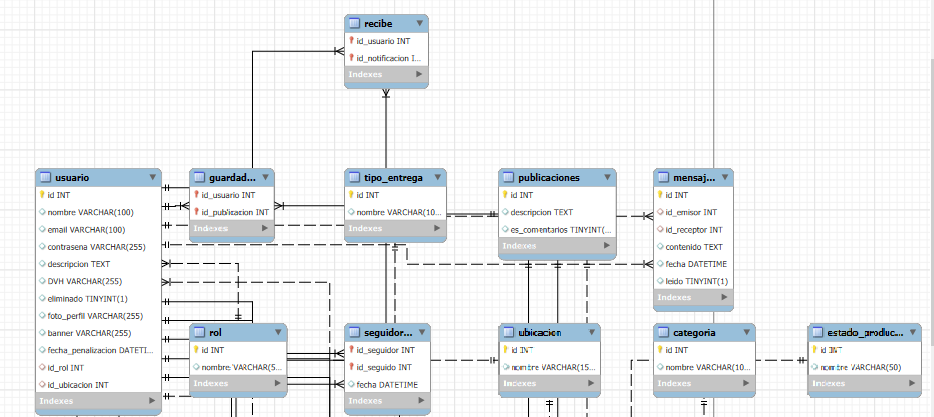 recibe
id_usuario INT
id_notificacion I...
Indexes
usuario
id INT
nombre VARCHAR(100)
email VARCHAR(100)
contrasena VARCHAR(255)
descripcion TEXT
DVH VARCHAR(255)
eliminado TINYINT(1)
foto_perfil VARCHAR(255)
banner VARCHAR(255)
fecha_penalizacion DATETI...
id_rol INT
id_ubicacion INT
Indexes
guardad...
id_usuario INT
id_publicacion INT
Indexes
tipo_entrega
id INT
nombre VARCHAR(10...
Indexes
publicaciones
id INT
descripcion TEXT
es_comentarios TINYINT(...
Indexes
mensaj...
id INT
id_emisor INT
id_receptor INT
contenido TEXT
fecha DATETIME
leido TINYINT(1)
Indexes
rol
id INT
nombre VARCHAR(5...
Indexes
seguidor...
id_seguidor INT
id_seguido INT
fecha DATETIME
Indexes
ubicacion
id INT
nombre VARCHAR(15...
Indexes
categoria
id INT
nombre VARCHAR(10...
Indexes
estado_produc...
id INT
nombre VARCHAR(50)
Indexes